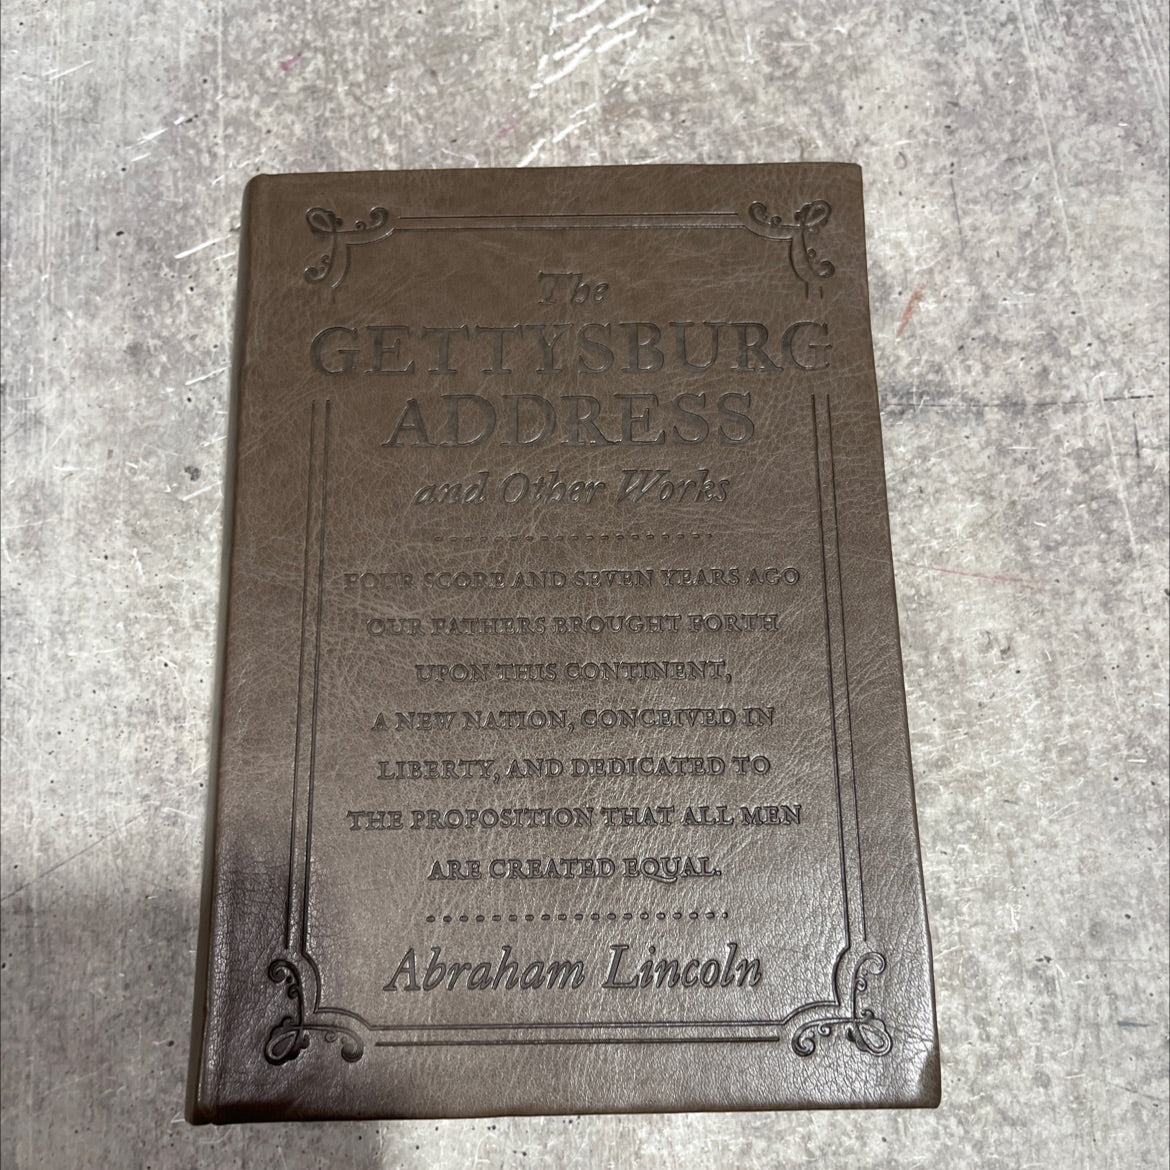 The
GETTYSBURG
ADDRESS
and Other Works
FOUR SCORE AND SEVEN YEARS AGO
OUR FATHERS BROUGHT FORTH
UPON THIS CONTINENT,
A NEW NATION, CONCEIVED IN
LIBERTY, AND DEDICATED TO
THE PROPOSITION THAT ALL MEN
ARE CREATED EQUAL.
Abraham Lincoln